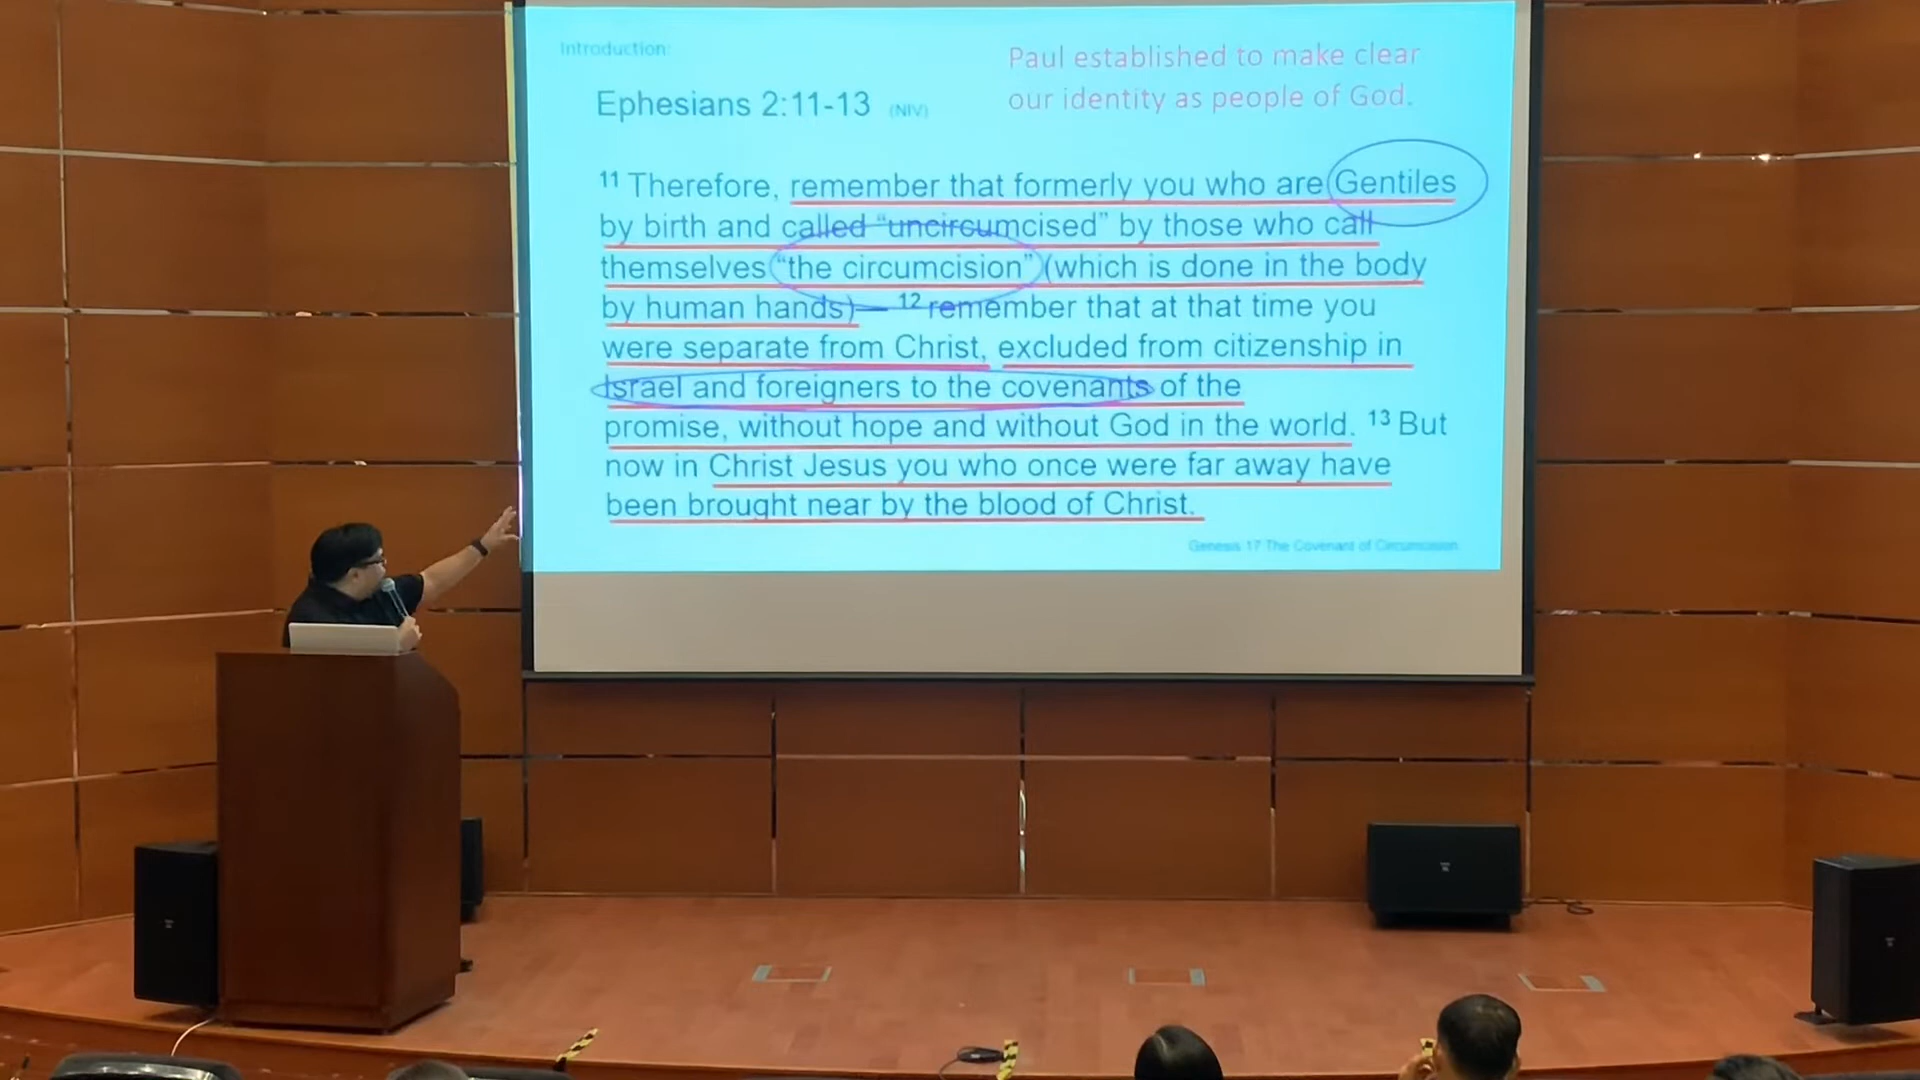 Introduction:
Paul established to make clear
our identity as people of God.
Ephesians 2:11-13 (NIV)
11 Therefore, remember that formerly you who are Gentiles
by birth and called “uncircumcised” by those who call
themselves “the circumcision” (which is done in the body
by human hands)— 12 remember that at that time you
were separate from Christ, excluded from citizenship in
Israel and foreigners to the covenants of the
promise, without hope and without God in the world. 13 But
now in Christ Jesus you who once were far away have
been brought near by the blood of Christ.
Genesis 17 The Covenant of Circumcision